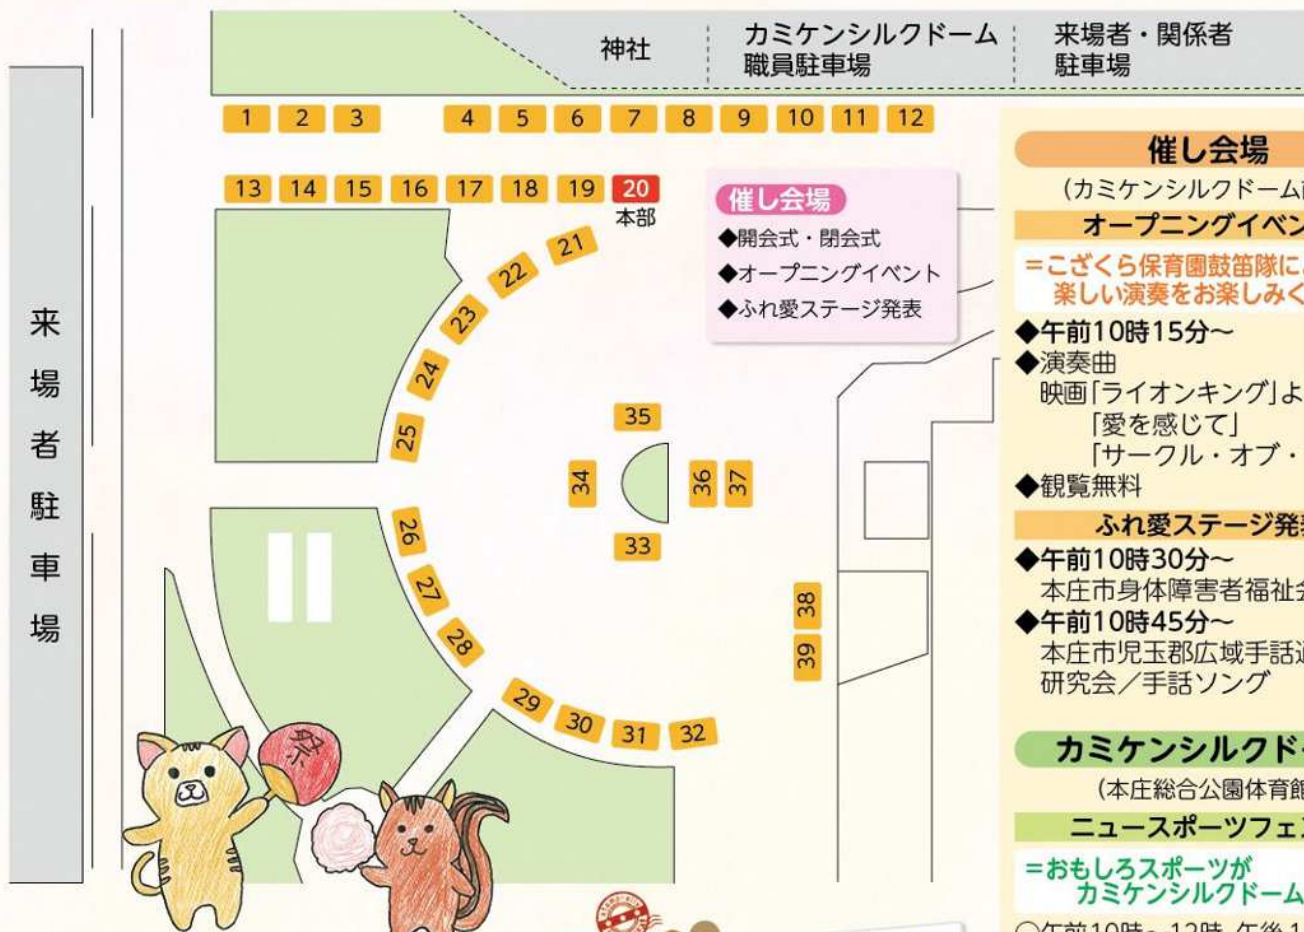 神社
カミケンシルクドーム
職員駐車場
来場者・関係者
駐車場
1 2 3 4 5 6 7 8 9 10 11 12
13 14 15 16 17 18 19 20
本部
21
22
23
24
25
26
27
28
29
30
31
32
33
34
35
36
37
38
39
来場者駐車場
催し会場
◆開会式・閉会式
◆オープニングイベント
◆ふれ愛ステージ発表
祭
催し会場
(カミケンシルクドーム
オープニングイベン
=こざくら保育園鼓笛隊に
楽しい演奏をお楽しみく
◆午前10時15分〜
◆演奏曲
映画「ライオンキング」よ
「愛を感じて」
「サークル・オブ・
◆観覧無料
ふれ愛ステージ発
◆午前10時30分〜
本庄市身体障害者福祉
◆午前10時45分〜
本庄市児玉郡広域手話
研究会/手話ソング
カミケンシルクド
(本庄総合公園体育館
ニュースポーツフェ
=おもしろスポーツが
カミケンシルクドーム
○午前10時〜12時 午後1